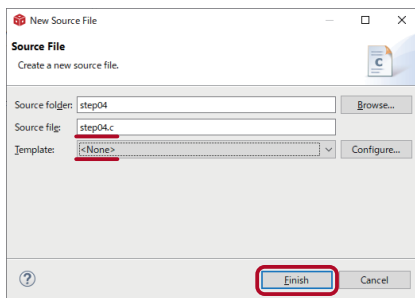 New Source File
Source File
Create a new source file.
C
Source folder: step04 Browse...
Source file: step04.c
Template: <None> Configure...
? Finish Cancel